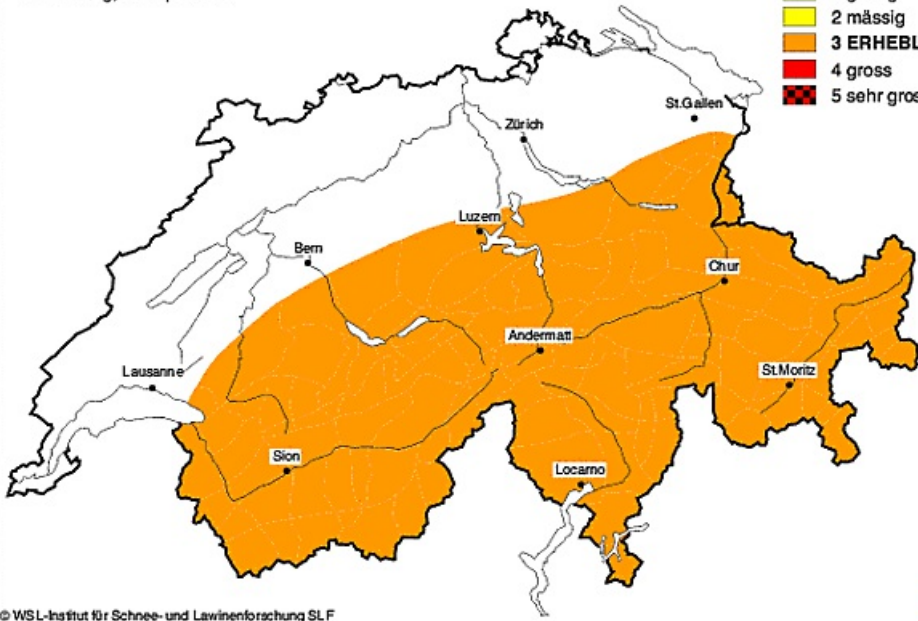 2 mässig
3 ERHEBL
4 gross
5 sehr gros
St.Gallen
Zürich
Luzern
Bern
Chur
Andermatt
Lausanne
St.Moritz
Sion
Locarno
© WSL-Institut für Schnee- und Lawinenforschung SLF